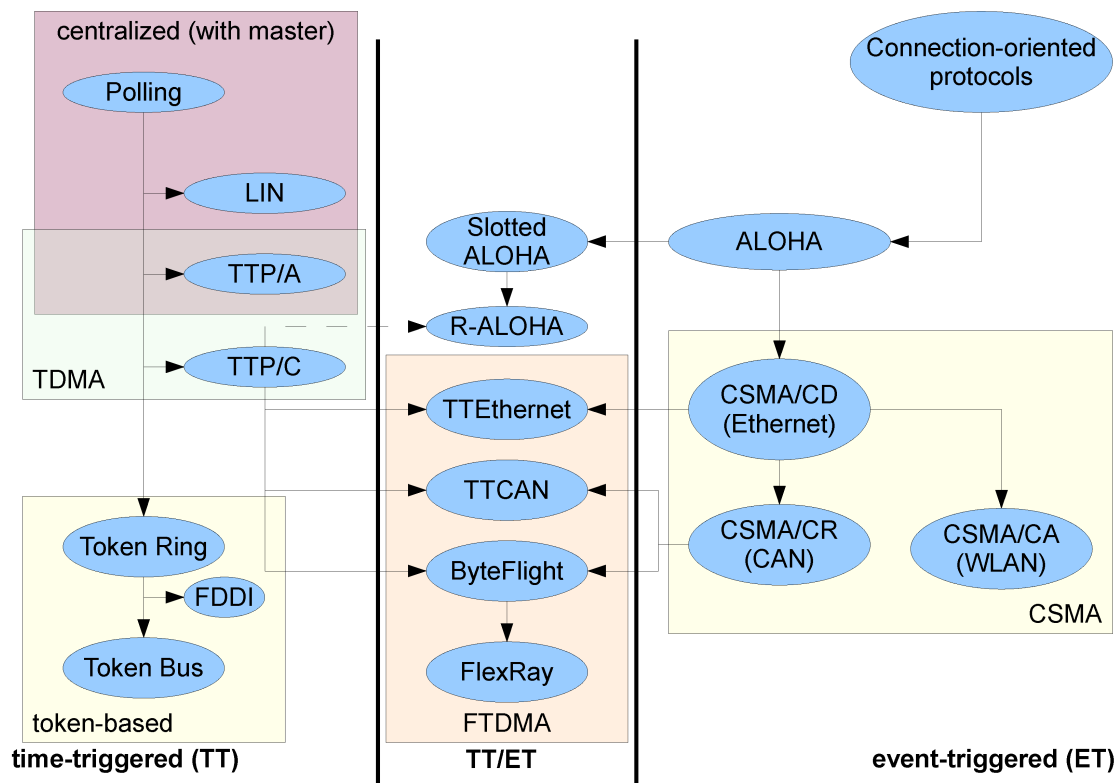 centralized (with master)
Polling
LIN
TTP/A
TTP/C
TDMA
Token Ring
FDDI
Token Bus
token-based
time-triggered (TT)
Slotted
ALOHA
R-ALOHA
TTEthernet
TTCAN
ByteFlight
FlexRay
FTDMA
TT/ET
Connection-oriented
protocols
ALOHA
CSMA/CD
(Ethernet)
CSMA/CR
(CAN)
CSMA/CA
(WLAN)
CSMA
event-triggered (ET)